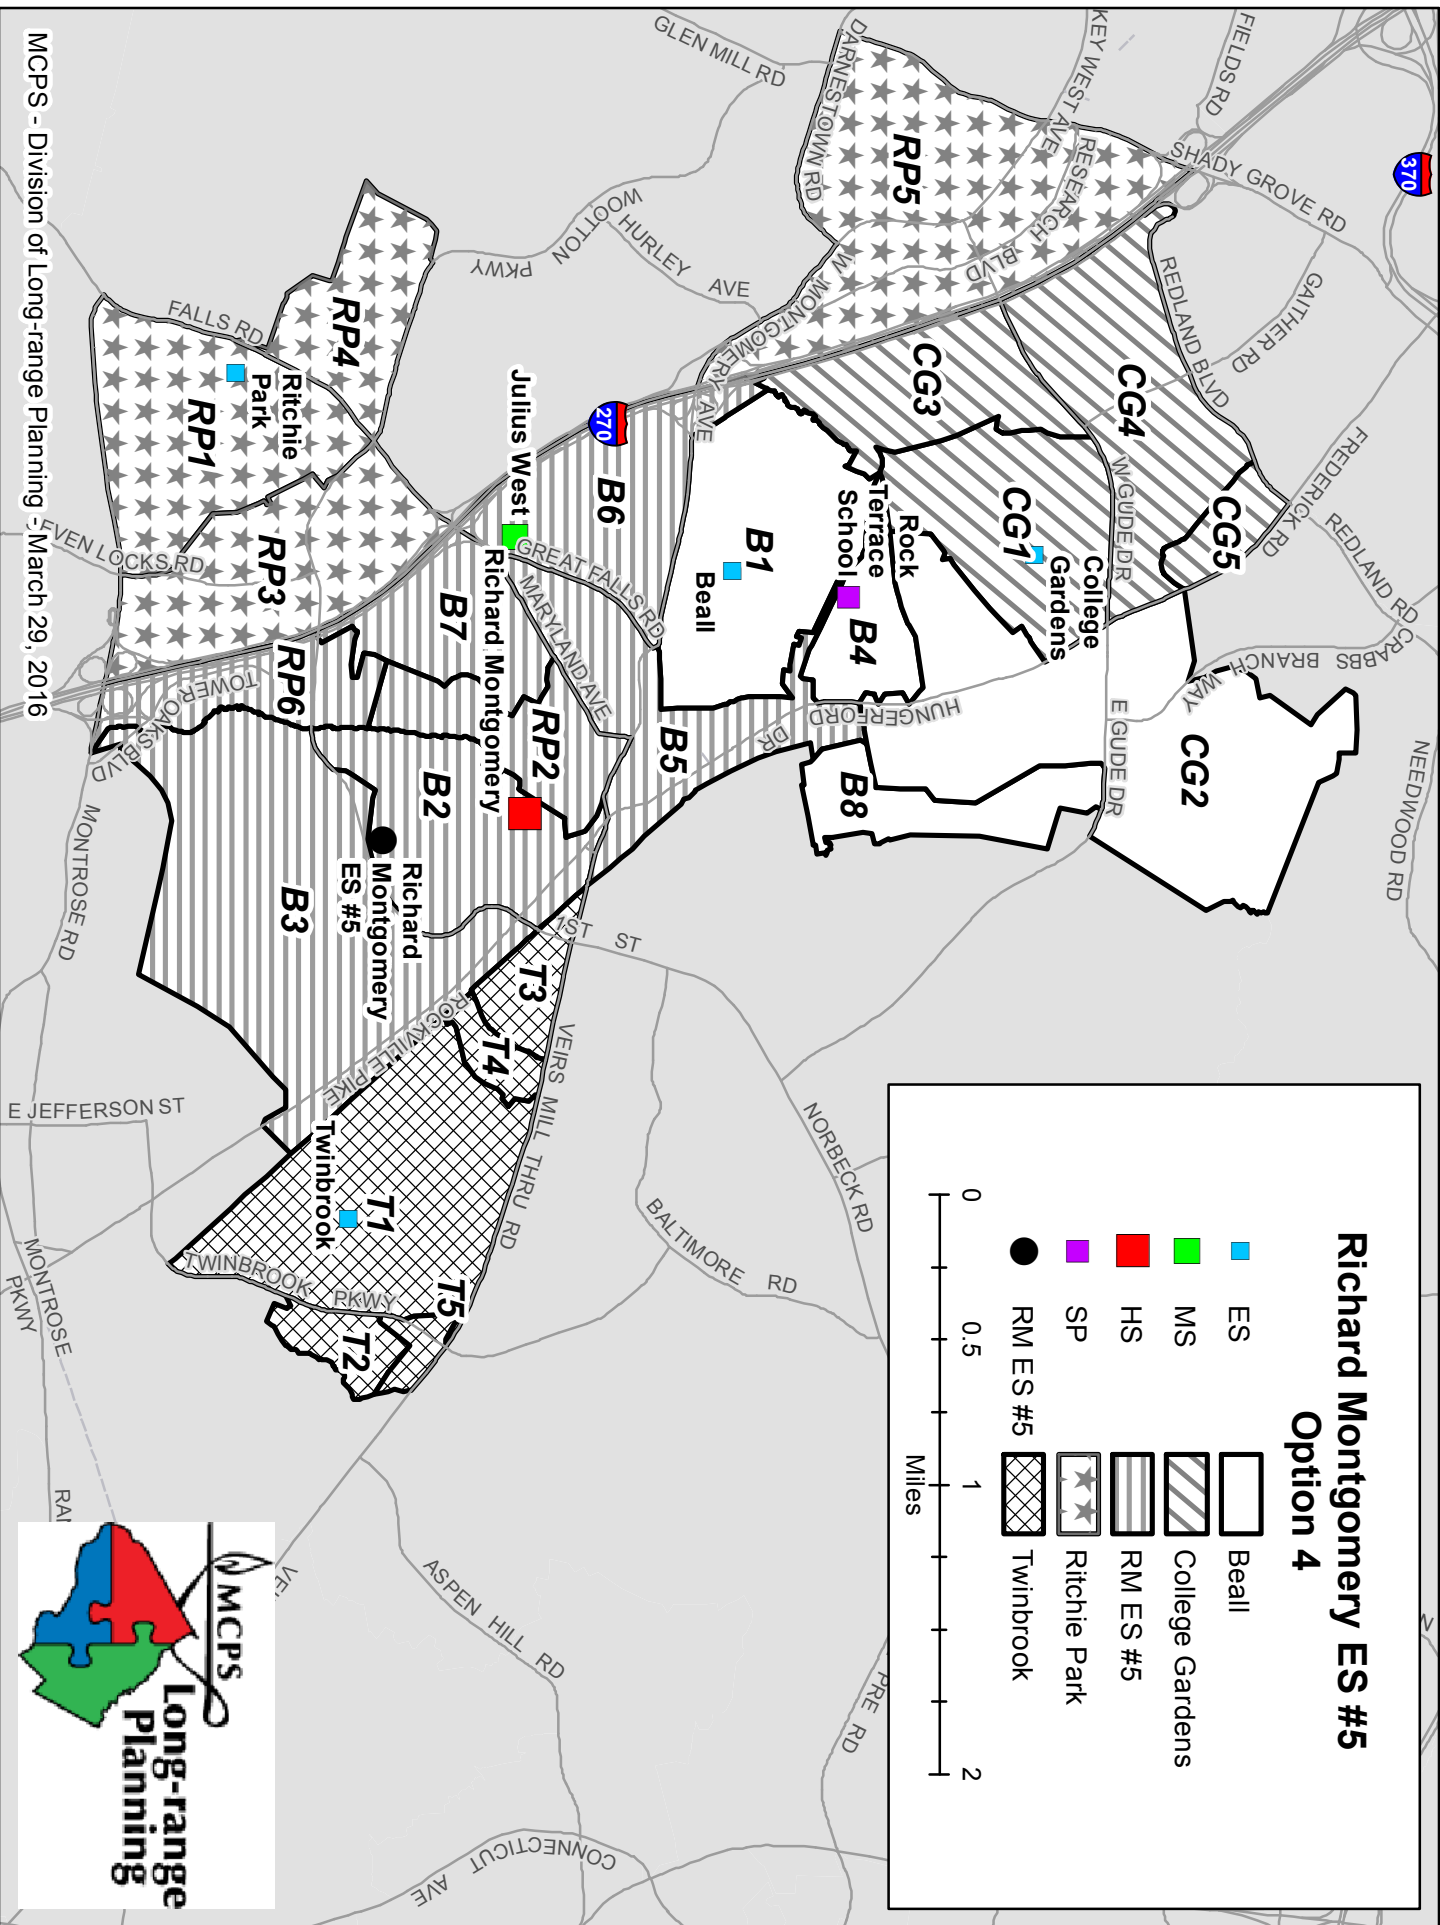 Richard Montgomery ES #5
Option 4
ES
MS
HS
SP
RM ES #5
Beall
College Gardens
RM ES #5
Ritchie Park
Twinbrook
0
0.5
1
2
Miles
370
270
FIELDS RD
KEY WEST AVE
SHADY GROVE RD
GAITHER RD
REDLAND BLVD
FREDERICK RD
REDLAND RD
CRABBS BRANCH WAY
NEEDWOOD RD
GLEN MILL RD
DARNESTOWN RD
RESEARCH BLVD
W MONTGOMERY AVE
WOOTTON PKWY
HURLEY AVE
W GUDE DR
E GUDE DR
HUNGERFORD DR
FALLS RD
GREAT FALLS RD
MARYLAND AVE
EVEN LOCKS RD
TOWER OAKS BLVD
MONTROSE RD
E JEFFERSON ST
MONTROSE PKWY
ROCKVILLE PIKE
1ST ST
VEIRS MILL THRU RD
TWINBROOK PKWY
NORBECK RD
BALTIMORE RD
ASPEN HILL RD
CONNECTICUT AVE
PRE RD
RAN
VE
RP5
CG3
CG4
CG5
CG1
CG2
B1
B4
B5
B6
B7
B8
B2
B3
RP4
RP1
RP3
RP6
RP2
T3
T4
T1
T5
T2
College
Gardens
Rock
Terrace
School
Beall
Julius West
Richard Montgomery
Richard
Montgomery
ES #5
Ritchie
Park
Twinbrook
MCPS
Long-range
Planning
MCPS - Division of Long-range Planning - March 29, 2016